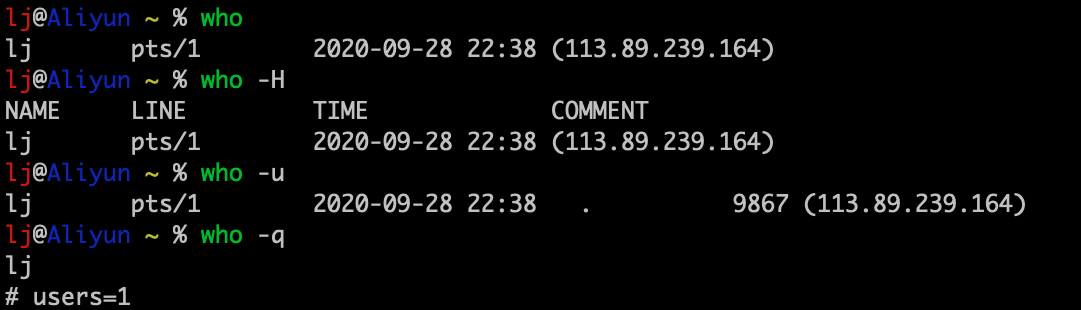 lj@Aliyun ~ % who
lj       pts/1        2020-09-28 22:38 (113.89.239.164)
lj@Aliyun ~ % who -H
NAME     LINE         TIME             COMMENT
lj       pts/1        2020-09-28 22:38 (113.89.239.164)
lj@Aliyun ~ % who -u
lj       pts/1        2020-09-28 22:38   .          9867 (113.89.239.164)
lj@Aliyun ~ % who -q
lj
# users=1